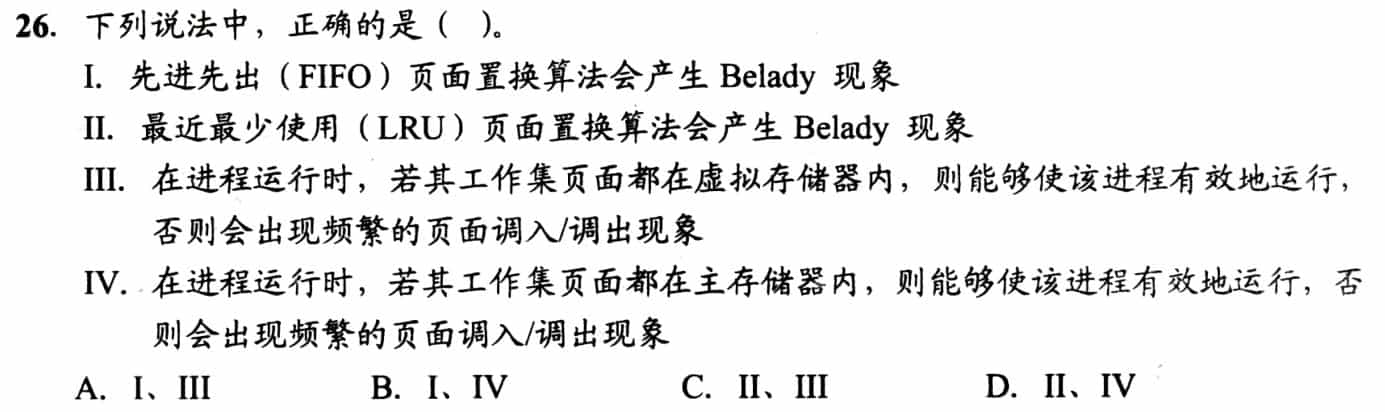 26. 下列说法中，正确的是（ ）。
I. 先进先出（FIFO）页面置换算法会产生 Belady 现象
II. 最近最少使用（LRU）页面置换算法会产生 Belady 现象
III. 在进程运行时，若其工作集页面都在虚拟存储器内，则能够使该进程有效地运行，
否则会出现频繁的页面调入/调出现象
IV. 在进程运行时，若其工作集页面都在主存储器内，则能够使该进程有效地运行，否
则会出现频繁的页面调入/调出现象
A. I、III B. I、IV C. II、III D. II、IV